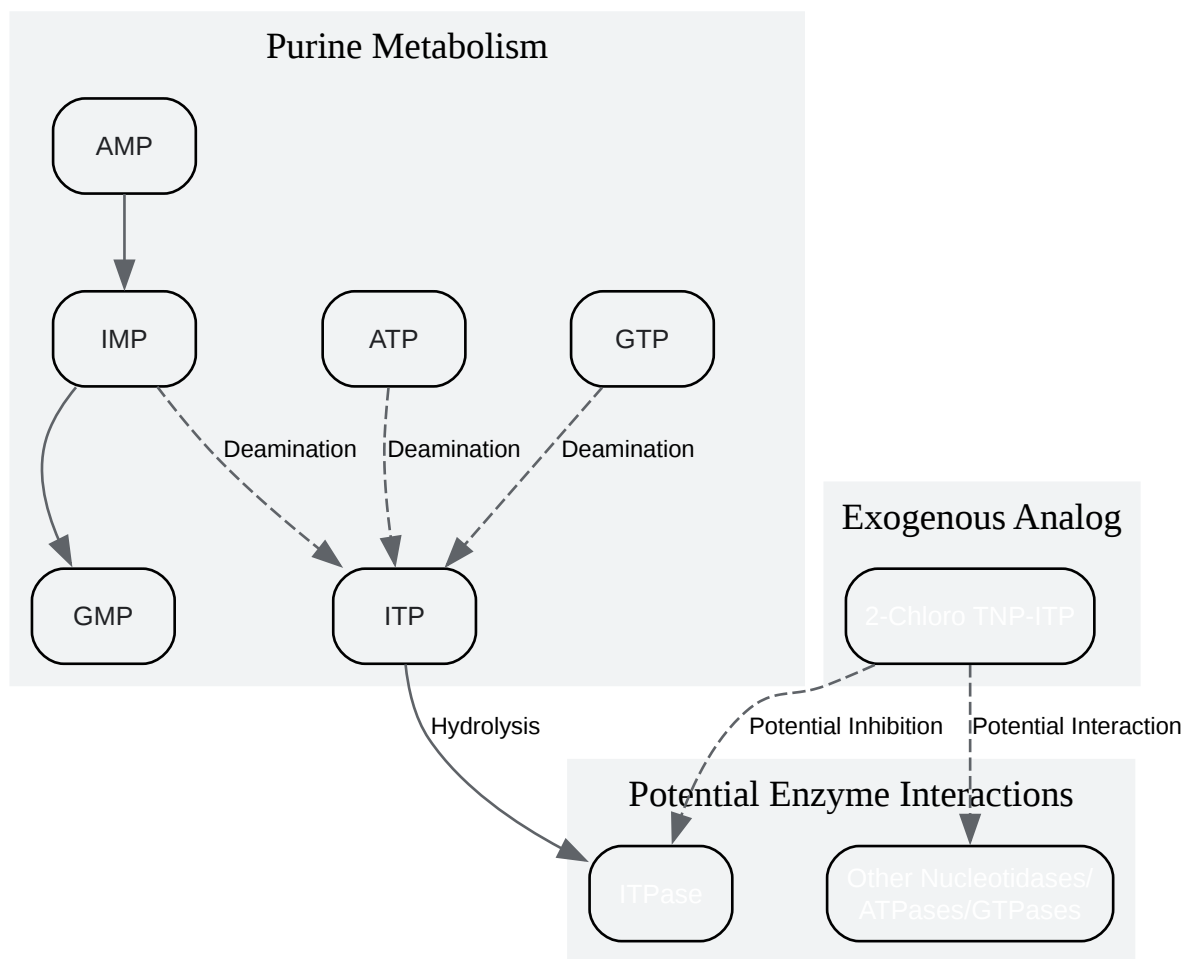 Purine Metabolism
AMP
IMP
ATP
GTP
Deamination
Deamination
Deamination
Exogenous Analog
GMP
ITP
2-Chloro TNP-ITP
Hydrolysis
Potential Inhibition
Potential Interaction
Potential Enzyme Interactions
ITPase
Other Nucleotidases/
ATPases/GTPases